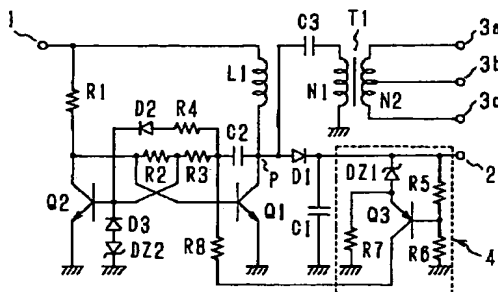 1
C3
T1
3a
R1
L1
N1
N2
3b
3c
D2
R4
C2
R2
R3
P
D1
DZ1
R5
2
Q2
Q1
Q3
D3
DZ2
R8
C1
R7
R6
4